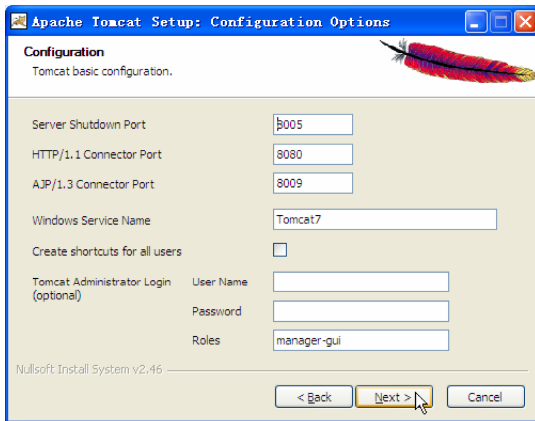 Apache Tomcat Setup: Configuration Options
Configuration
Tomcat basic configuration.
Server Shutdown Port 8005
HTTP/1.1 Connector Port 8080
AJP/1.3 Connector Port 8009
Windows Service Name Tomcat7
Create shortcuts for all users
Tomcat Administrator Login User Name
(optional)
Password
Roles manager-gui
Nullsoft Install System v2.46
< Back Next > Cancel